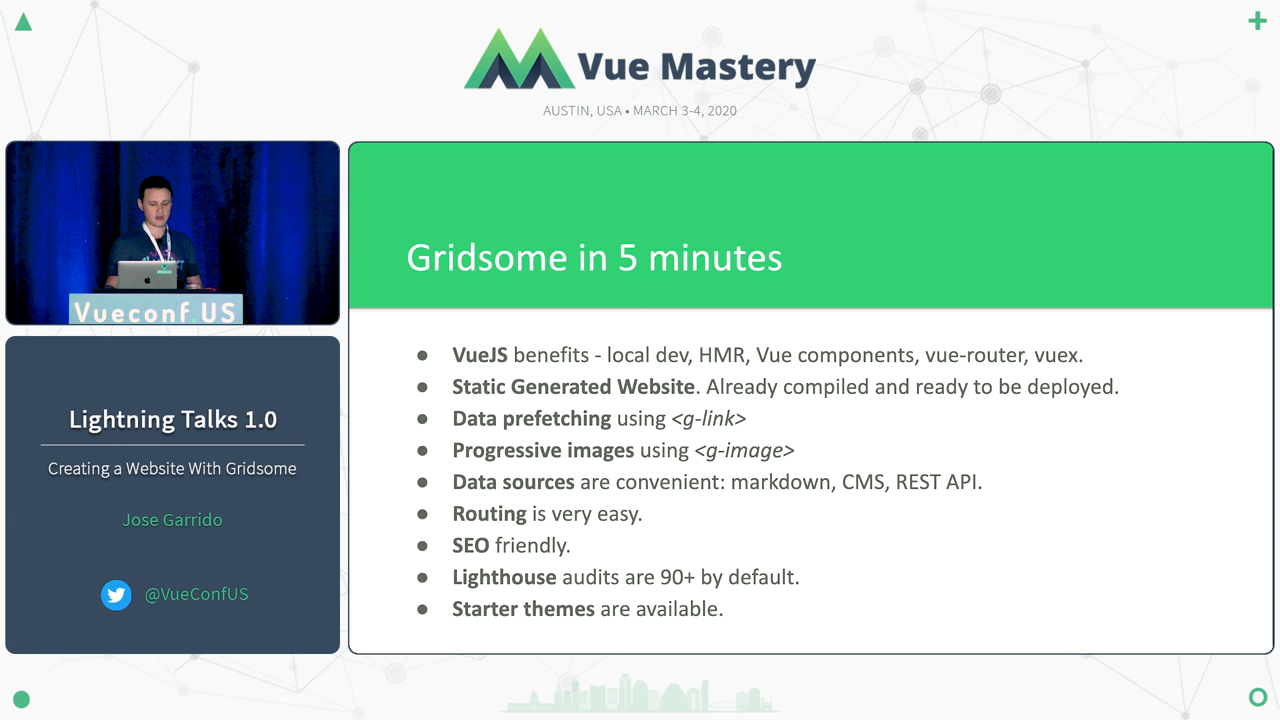 Vue Mastery
AUSTIN, USA • MARCH 3-4, 2020
Vueconf.US
Lightning Talks 1.0
Creating a Website With Gridsome
Jose Garrido
@VueConfUS
Gridsome in 5 minutes
● VueJS benefits - local dev, HMR, Vue components, vue-router, vuex.
● Static Generated Website. Already compiled and ready to be deployed.
● Data prefetching using <g-link>
● Progressive images using <g-image>
● Data sources are convenient: markdown, CMS, REST API.
● Routing is very easy.
● SEO friendly.
● Lighthouse audits are 90+ by default.
● Starter themes are available.